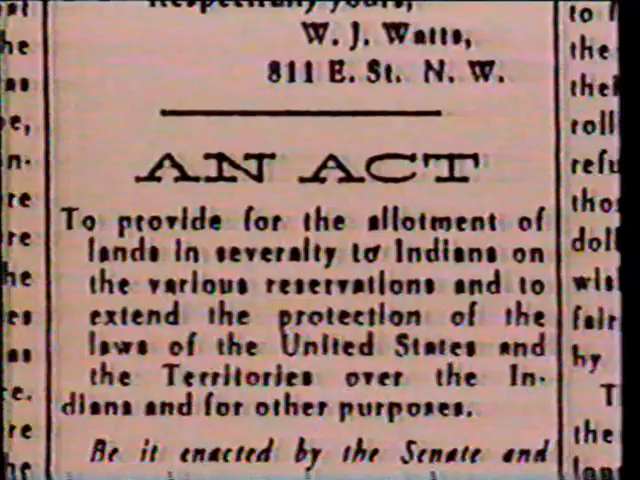 Respectfully yours,
W. J. Watts,
811 E. St. N. W.
AN ACT
To provide for the allotment of
lands in severalty to Indians on
the various reservations and to
extend the protection of the
laws of the United States and
the Territories over the In-
dians and for other purposes.
Be it enacted by the Senate and